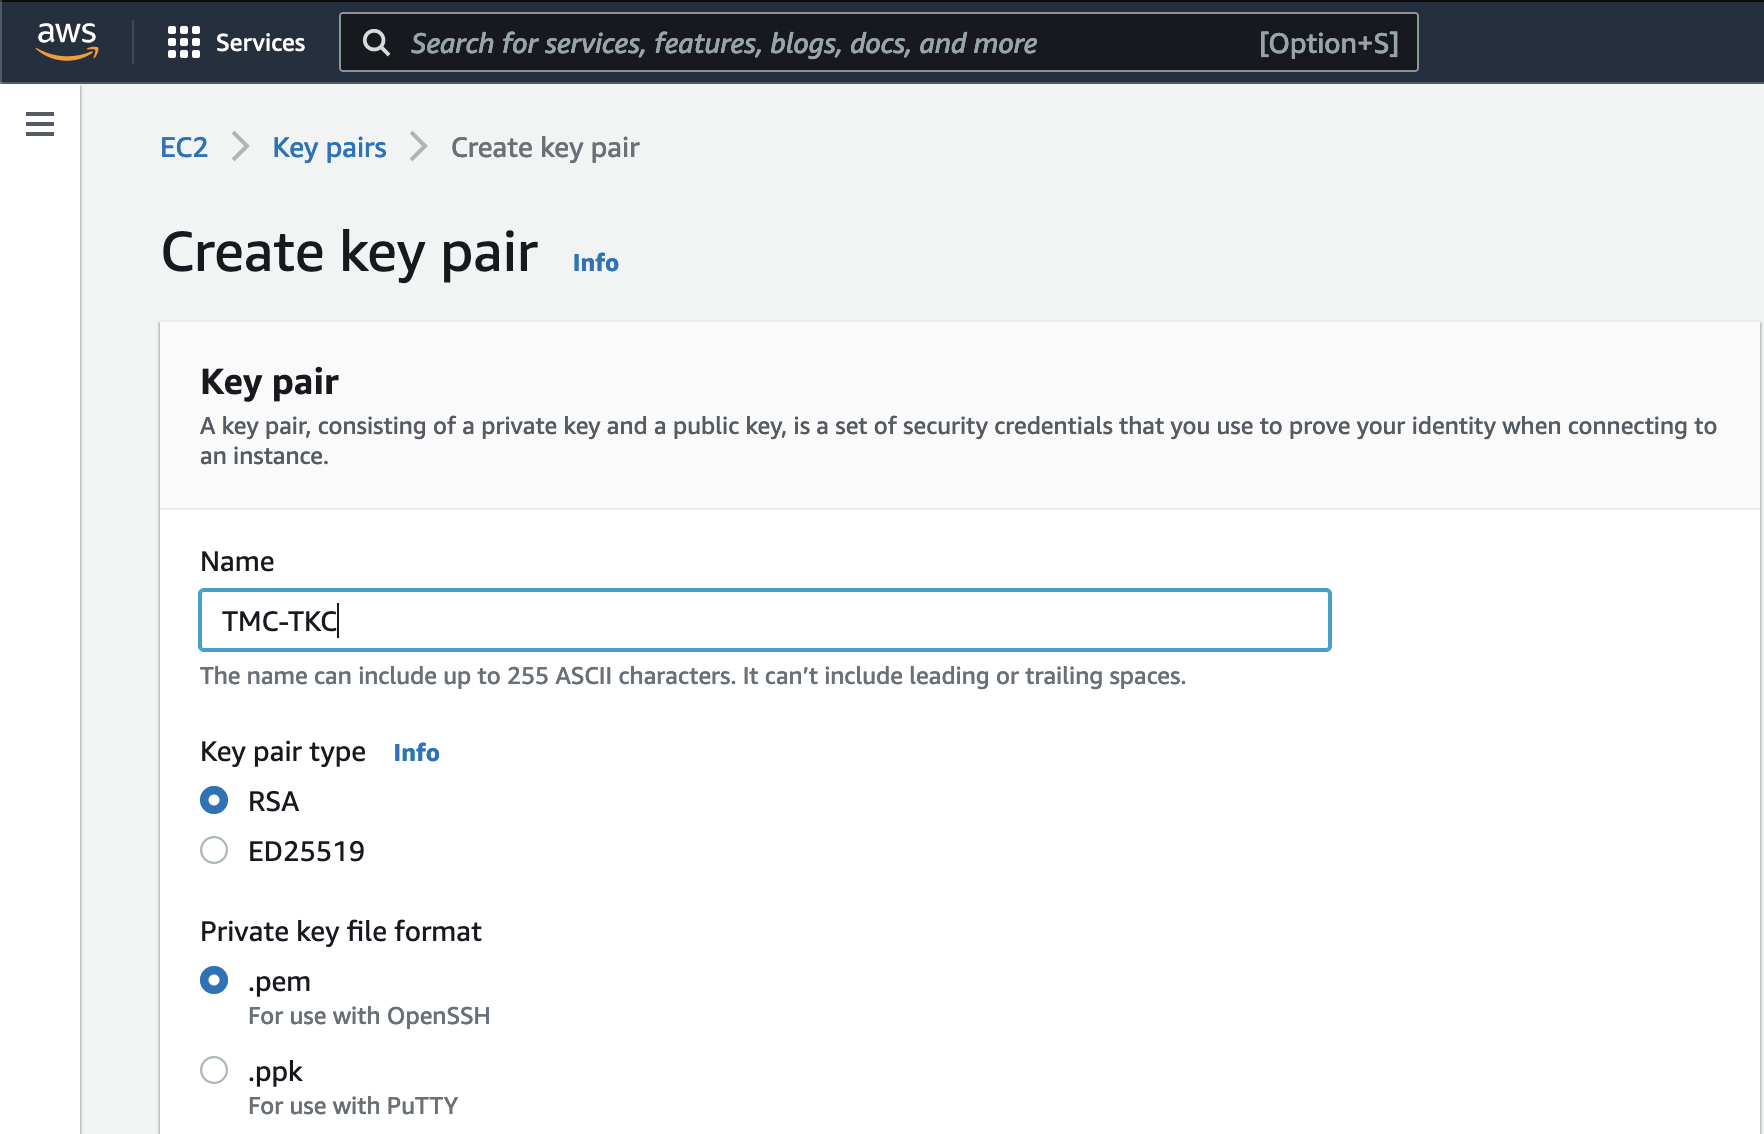 aws
Services
Search for services, features, blogs, docs, and more
[Option+S]
EC2
Key pairs
Create key pair
Create key pair
Info
Key pair
A key pair, consisting of a private key and a public key, is a set of security credentials that you use to prove your identity when connecting to
an instance.
Name
TMC-TKC
The name can include up to 255 ASCII characters. It can’t include leading or trailing spaces.
Key pair type
Info
RSA
ED25519
Private key file format
.pem
For use with OpenSSH
.ppk
For use with PuTTY